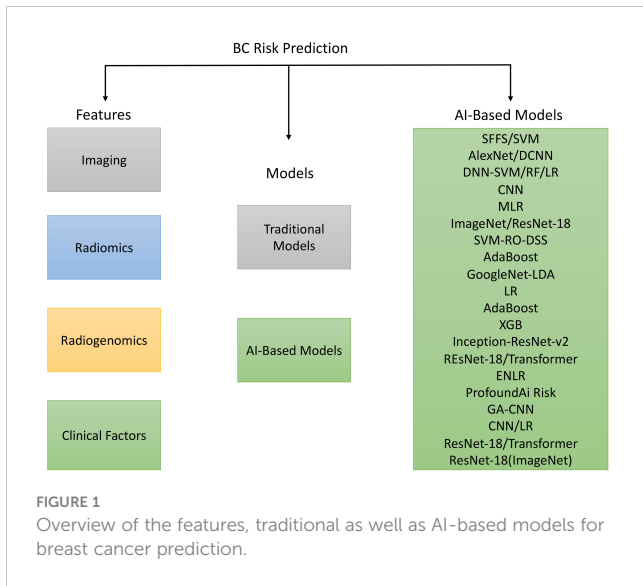 BC Risk Prediction
Features
Imaging
Radiomics
Radiogenomics
Clinical Factors
Models
Traditional
Models
AI-Based Models
AI-Based Models
SFFS/SVM
AlexNet/DCNN
DNN-SVM/RF/LR
CNN
MLR
ImageNet/ResNet-18
SVM-RO-DSS
AdaBoost
GoogleNet-LDA
LR
AdaBoost
XGB
Inception-ResNet-v2
REsNet-18/Transformer
ENLR
ProfoundAi Risk
GA-CNN
CNN/LR
ResNet-18/Transformer
ResNet-18(ImageNet)
FIGURE 1
Overview of the features, traditional as well as AI-based models for
breast cancer prediction.